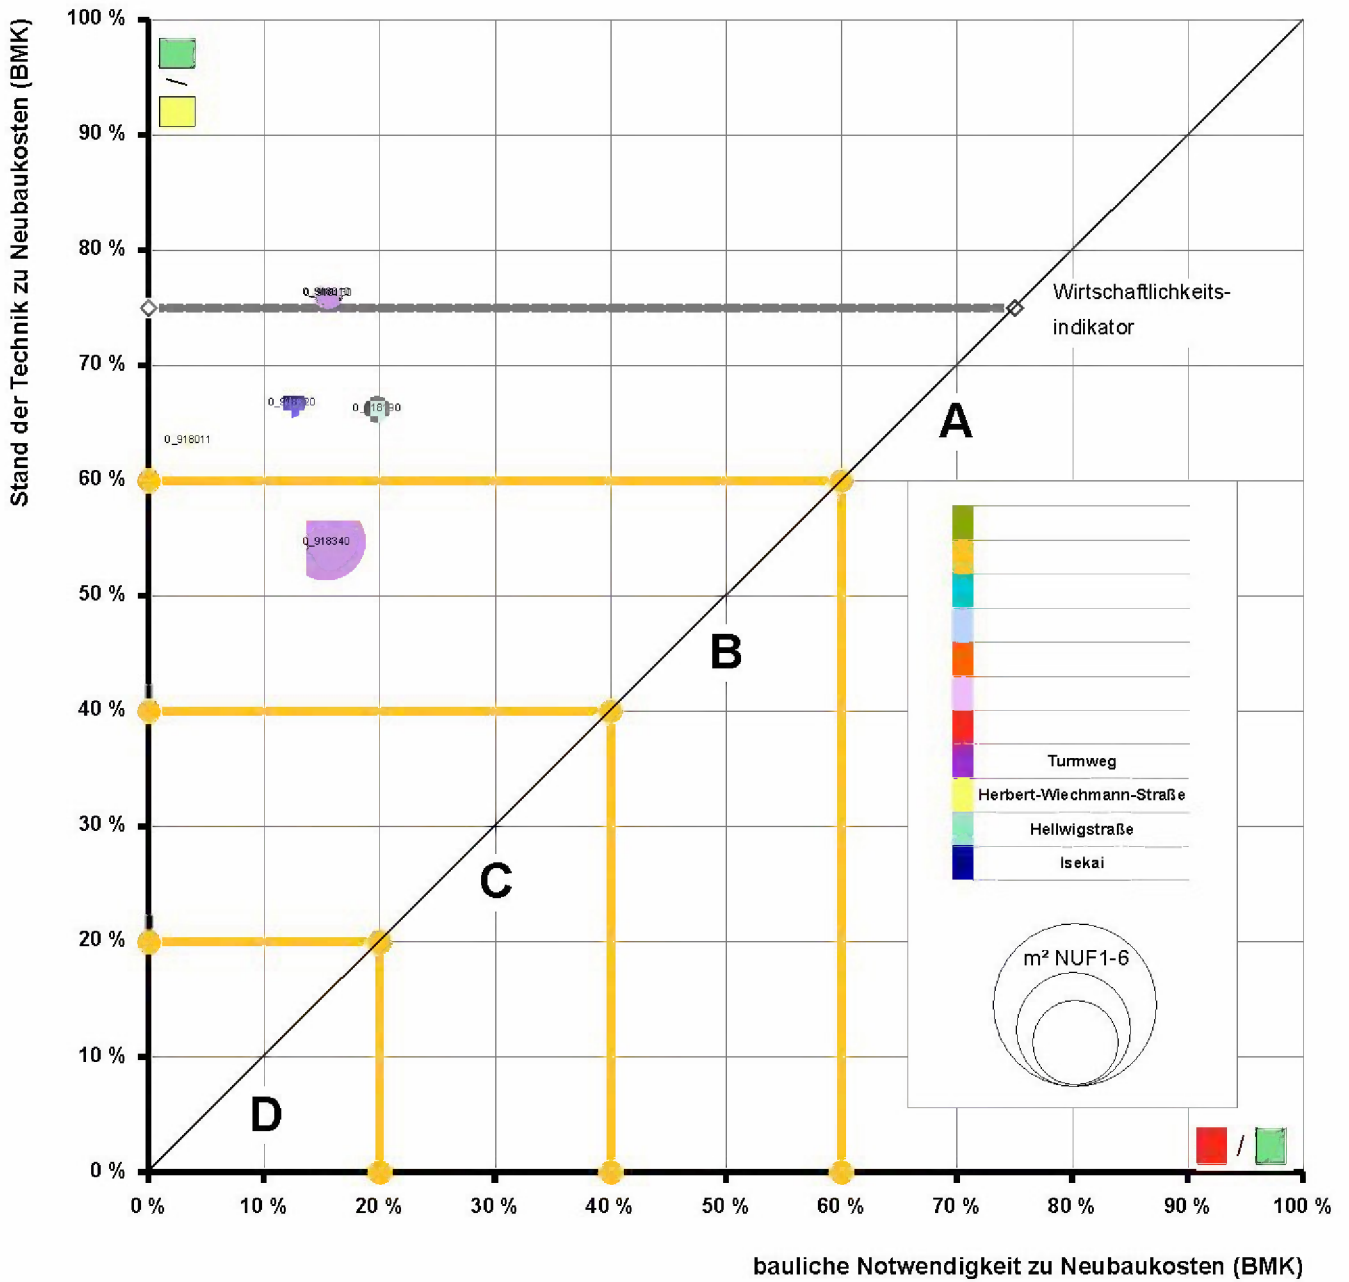 Stand der Technik zu Neubaukosten (BMK)
100 %
90 %
80 %
70 %
60 %
50 %
40 %
30 %
20 %
10 %
0 %
/
Wirtschaftlichkeits-
indikator
0_918011
0_918340
A
B
C
D
Turmweg
Herbert-Wiechmann-Straße
Hellwigstraße
Isekai
m² NUF1-6
/
0 %
10 %
20 %
30 %
40 %
50 %
60 %
70 %
80 %
90 %
100 %
bauliche Notwendigkeit zu Neubaukosten (BMK)